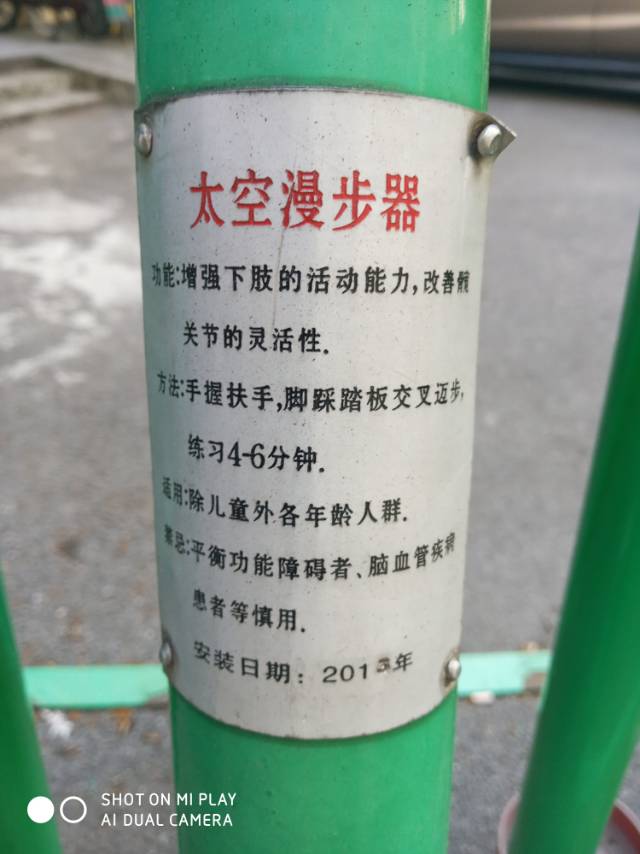 太空漫步器
功能:增强下肢的活动能力,改善髋
关节的灵活性.
方法:手握扶手,脚踩踏板交叉迈步,
练习4-6分钟.
适用:除儿童外各年龄人群.
禁忌:平衡功能障碍者、脑血管疾病
患者等慎用.
安装日期: 2013年
SHOT ON MI PLAY
AI DUAL CAMERA